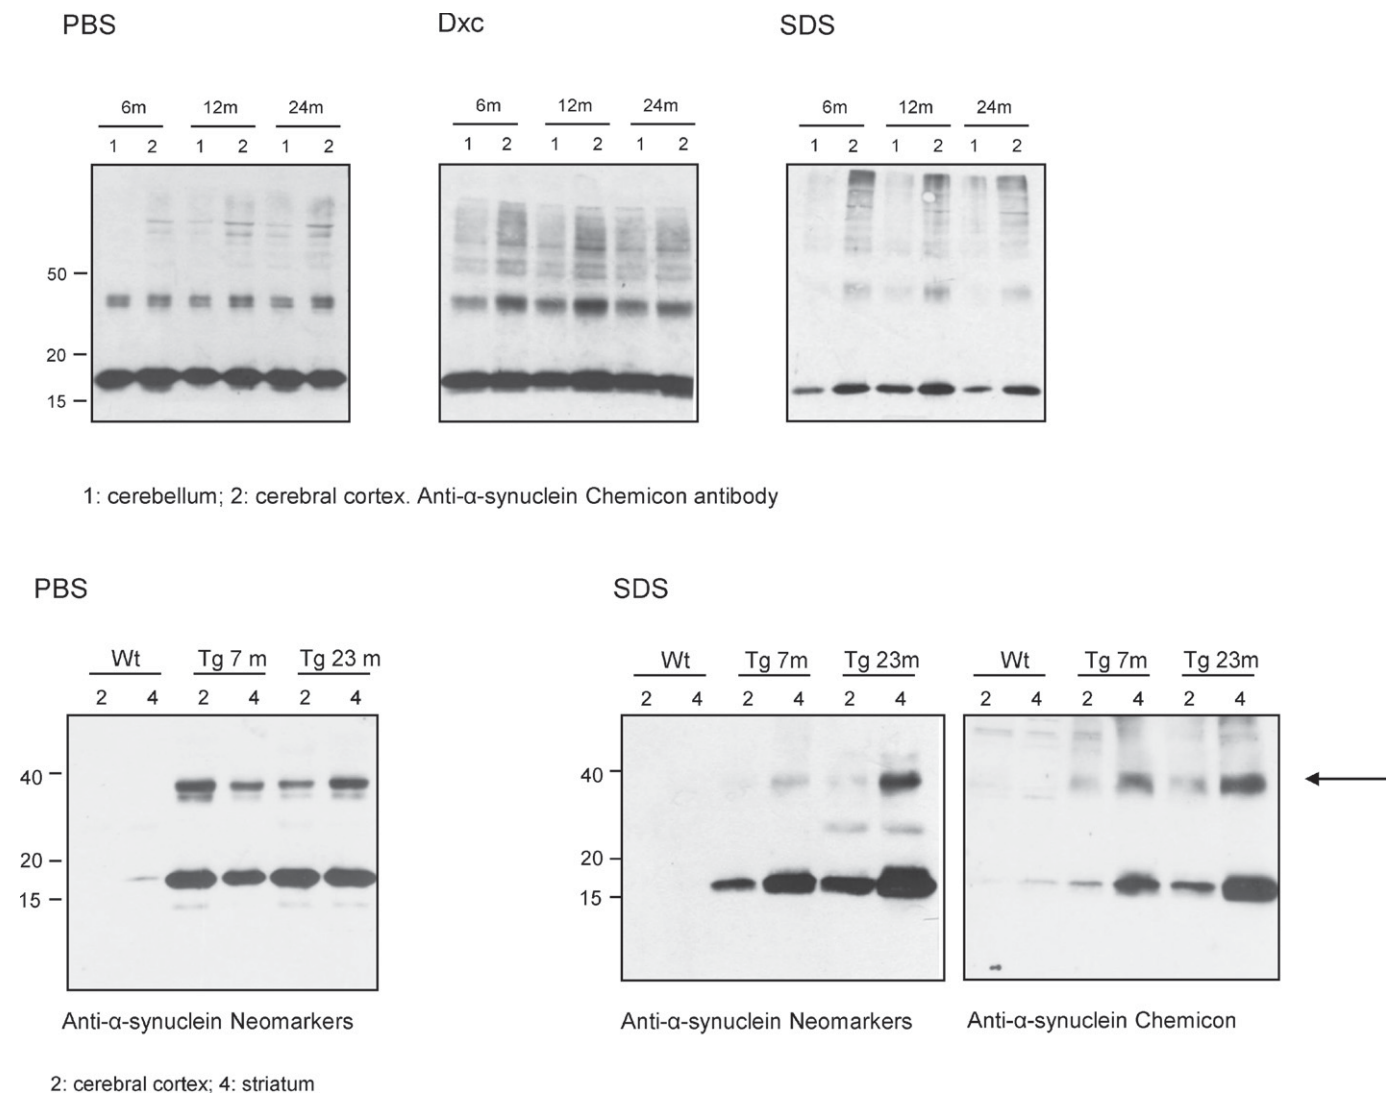 PBS Dxc SDS
6m 12m 24m 6m 12m 24m 6m 12m 24m
1 2 1 2 1 2 1 2 1 2 1 2 1 2 1 2 1 2
50
20
15
1: cerebellum; 2: cerebral cortex. Anti-α-synuclein Chemicon antibody
PBS SDS
Wt Tg 7 m Tg 23 m Wt Tg 7m Tg 23m Wt Tg 7m Tg 23m
2 4 2 4 2 4 2 4 2 4 2 4 2 4 2 4 2 4
40 40
20 20
15 15
Anti-α-synuclein Neomarkers Anti-α-synuclein Neomarkers Anti-α-synuclein Chemicon
2: cerebral cortex; 4: striatum